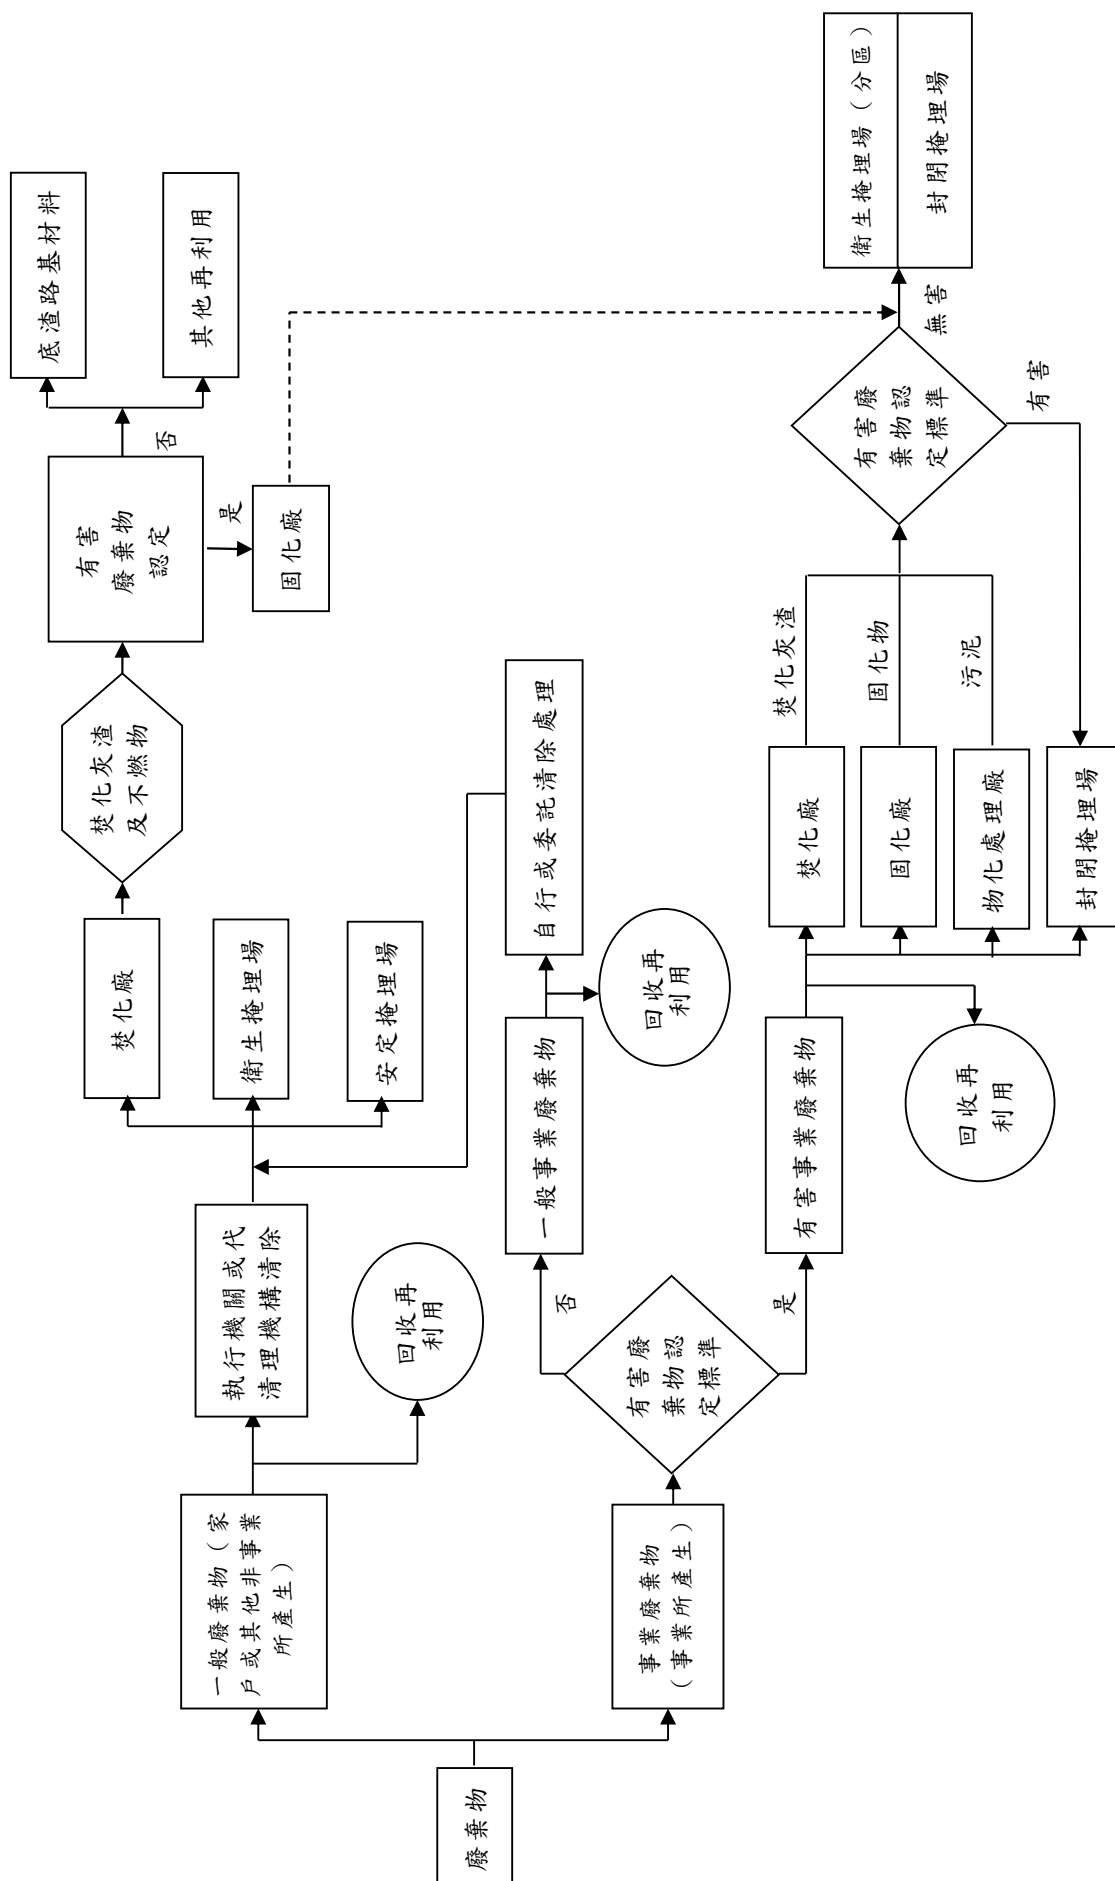 廢棄物
一般廢棄物（家
戶或其他非事業
所產生）
執行機關或代
清理機構清除
回收再
利用
焚化廠
衛生掩埋場
安定掩埋場
焚化灰渣
及不燃物
有害
廢棄物
認定
否
是
底渣路基材料
其他再利用
固化廠
事業廢棄物
（事業所產生）
有害廢
棄物認
定標準
否
是
一般事業廢棄物
回收再
利用
自行或委託清除處理
有害事業廢棄物
回收再
利用
焚化廠
固化廠
物化處理廠
封閉掩埋場
焚化灰渣
固化物
污泥
有害廢
棄物認
定標準
無害
有害
衛生掩埋場（分區）
封閉掩埋場